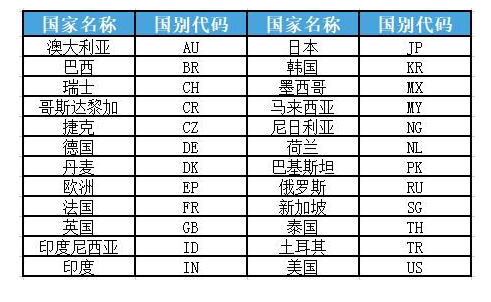 国家名称 国别代码 国家名称 国别代码
澳大利亚 AU 日本 JP
巴西 BR 韩国 KR
瑞士 CH 墨西哥 MX
哥斯达黎加 CR 马来西亚 MY
捷克 CZ 尼日利亚 NG
德国 DE 荷兰 NL
丹麦 DK 巴基斯坦 PK
欧洲 EP 俄罗斯 RU
法国 FR 新加坡 SG
英国 GB 泰国 TH
印度尼西亚 ID 土耳其 TR
印度 IN 美国 US